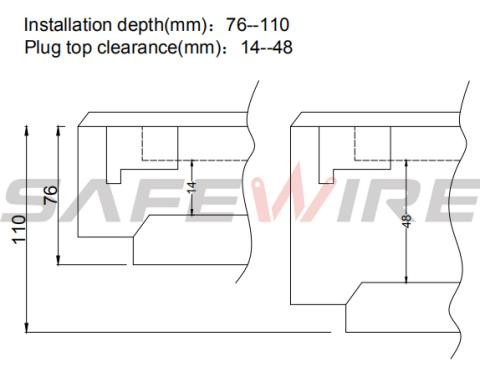 Installation depth(mm)：76--110
Plug top clearance(mm)：14--48
SAFEWIRE
14
76
48
110